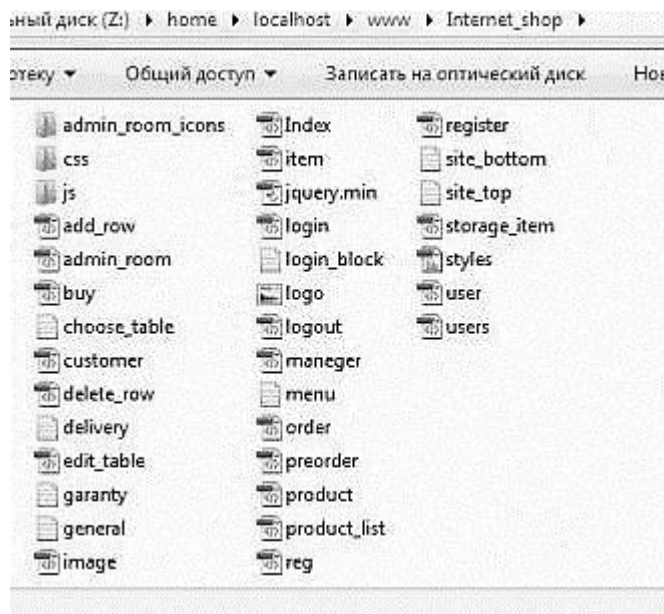 ьный диск (Z:) ▸ home ▸ localhost ▸ www ▸ Internet_shop ▸
отеку ▾ Общий доступ ▾ Записать на оптический диск Нов
admin_room_icons
css
js
add_row
admin_room
buy
choose_table
customer
delete_row
delivery
edit_table
garanty
general
image
Index
item
jquery.min
login
login_block
logo
logout
maneger
menu
order
preorder
product
product_list
reg
register
site_bottom
site_top
storage_item
styles
user
users